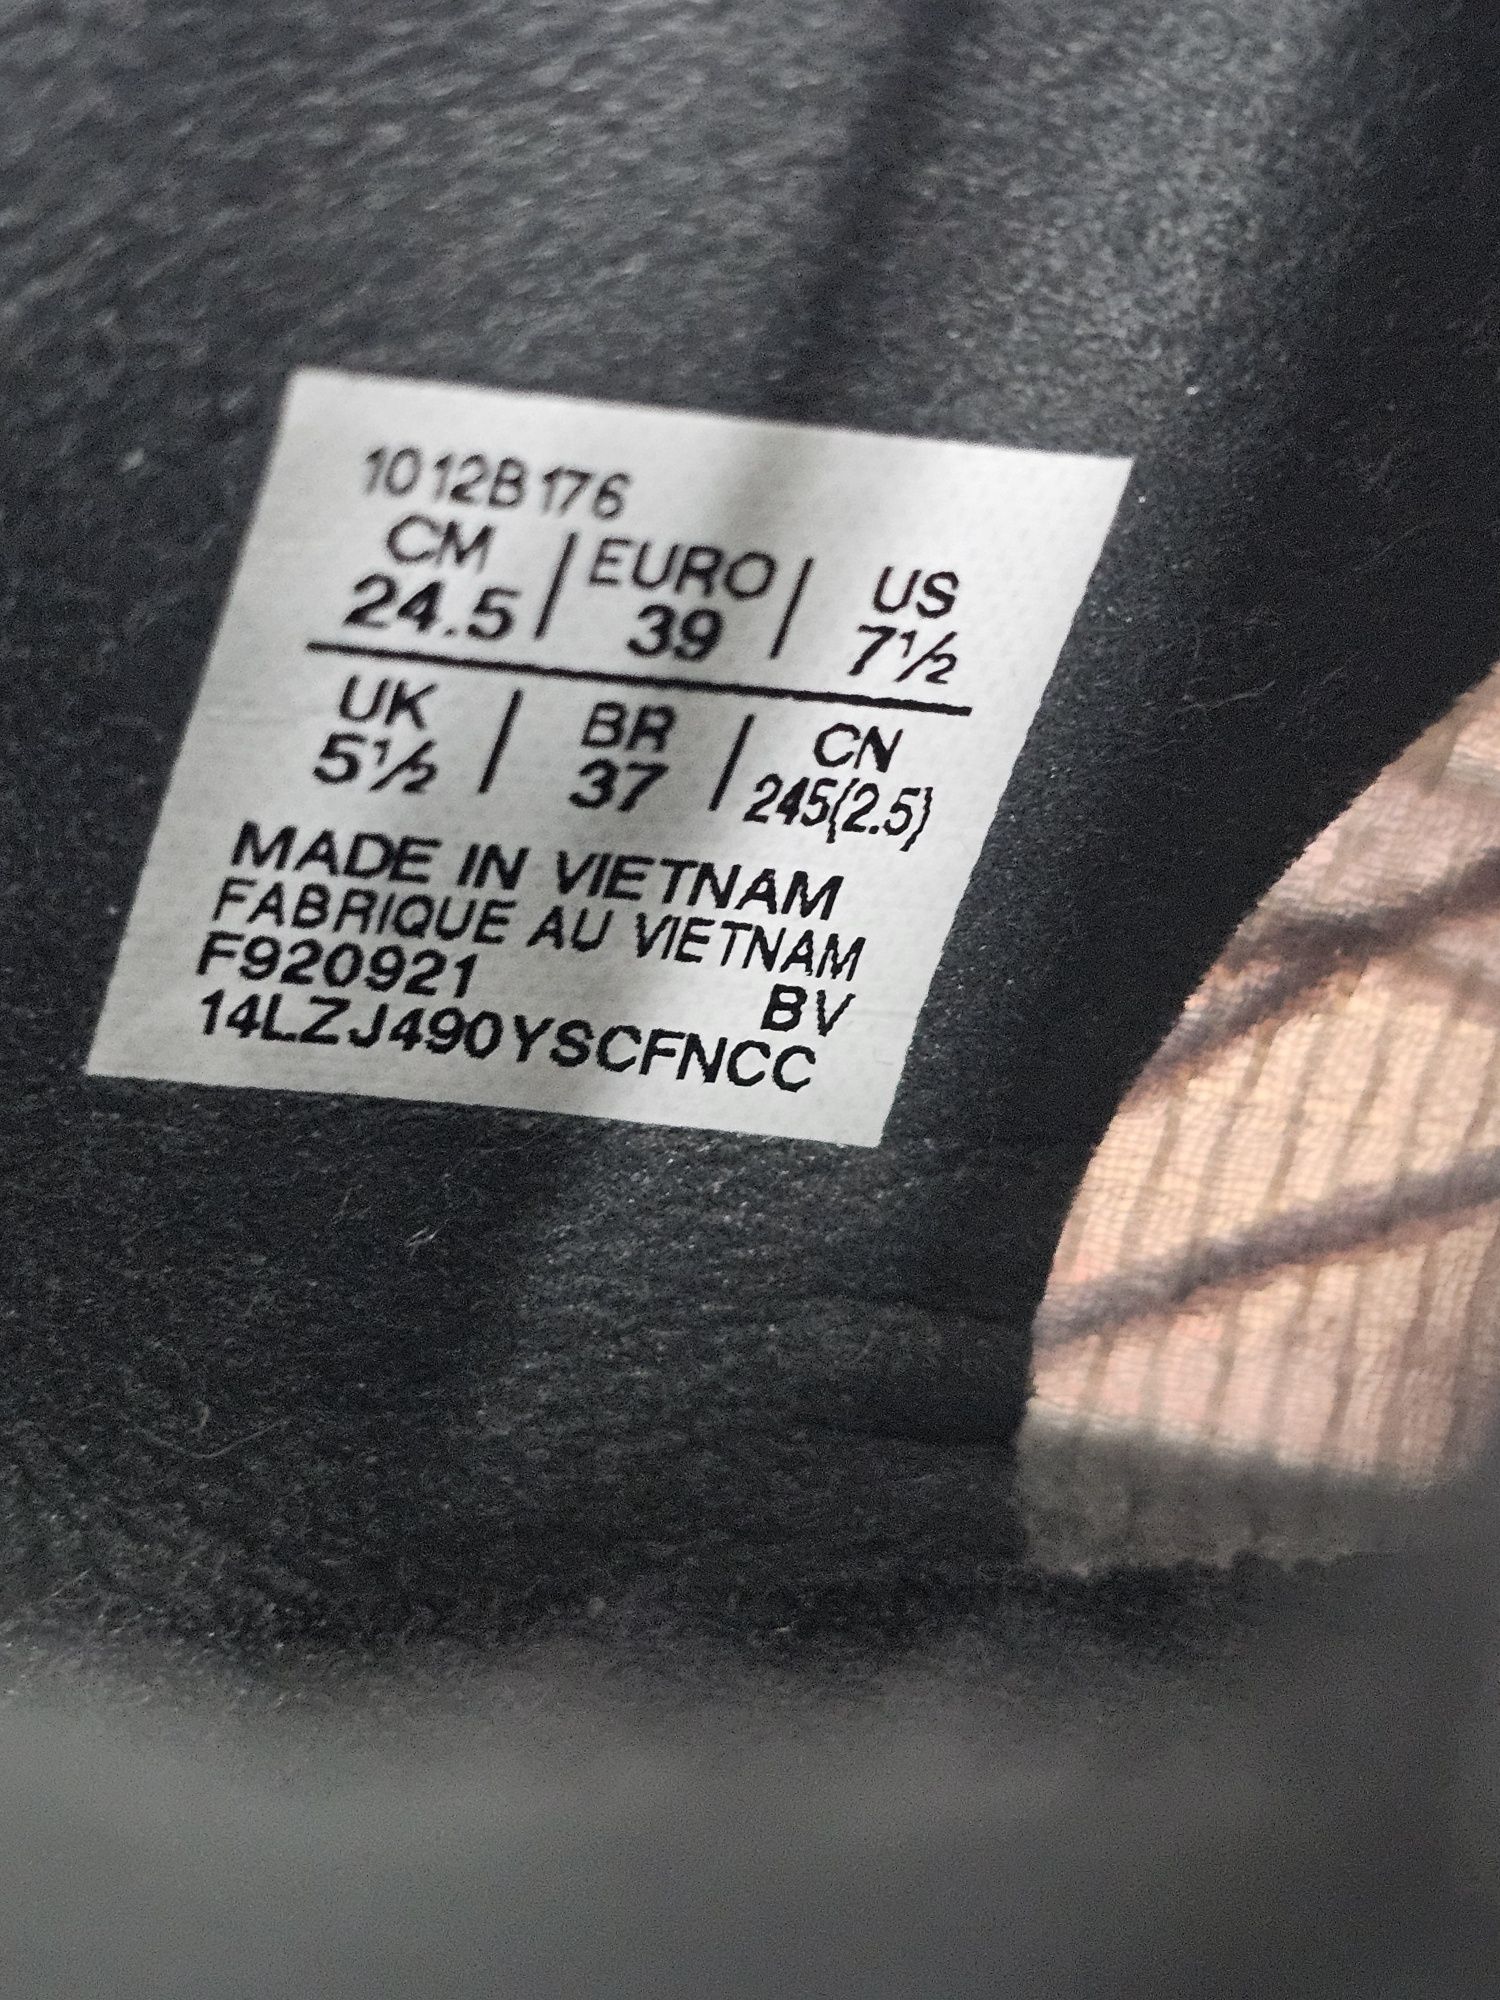 1012B176
CM | EURO | US
24.5 | 39 | 7½
UK | BR | CN
5½ | 37 | 245(2.5)
MADE IN VIETNAM
FABRIQUE AU VIETNAM
F920921 BV
14LZJ490YSCFNCC